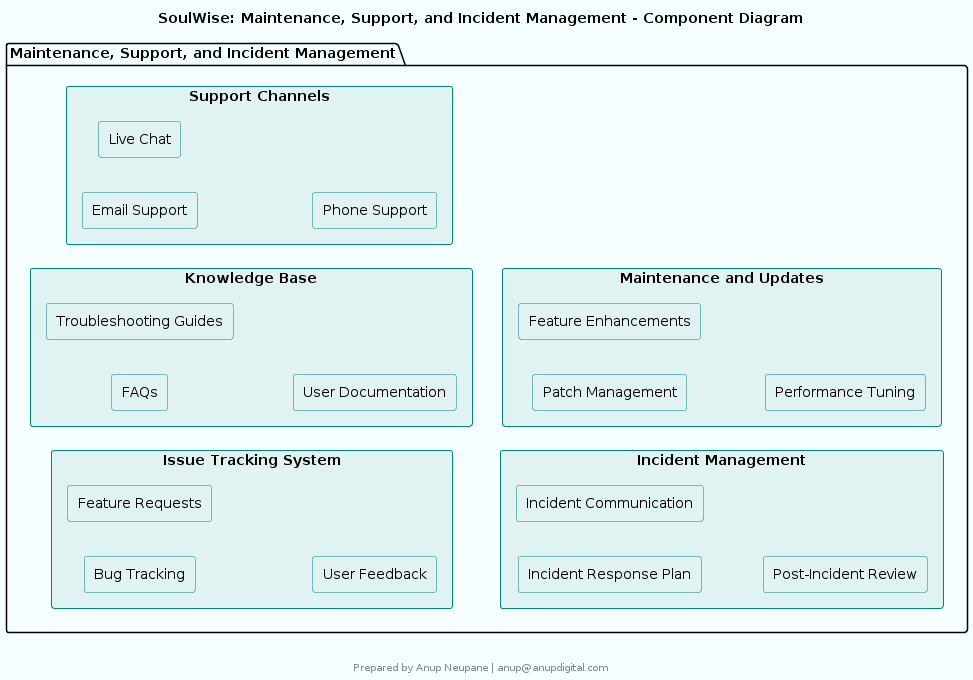 SoulWise: Maintenance, Support, and Incident Management - Component Diagram
Maintenance, Support, and Incident Management
Support Channels
Live Chat
Email Support
Phone Support
Knowledge Base
Troubleshooting Guides
FAQs
User Documentation
Maintenance and Updates
Feature Enhancements
Patch Management
Performance Tuning
Issue Tracking System
Feature Requests
Bug Tracking
User Feedback
Incident Management
Incident Communication
Incident Response Plan
Post-Incident Review
Prepared by Anup Neupane | anup@anupdigital.com